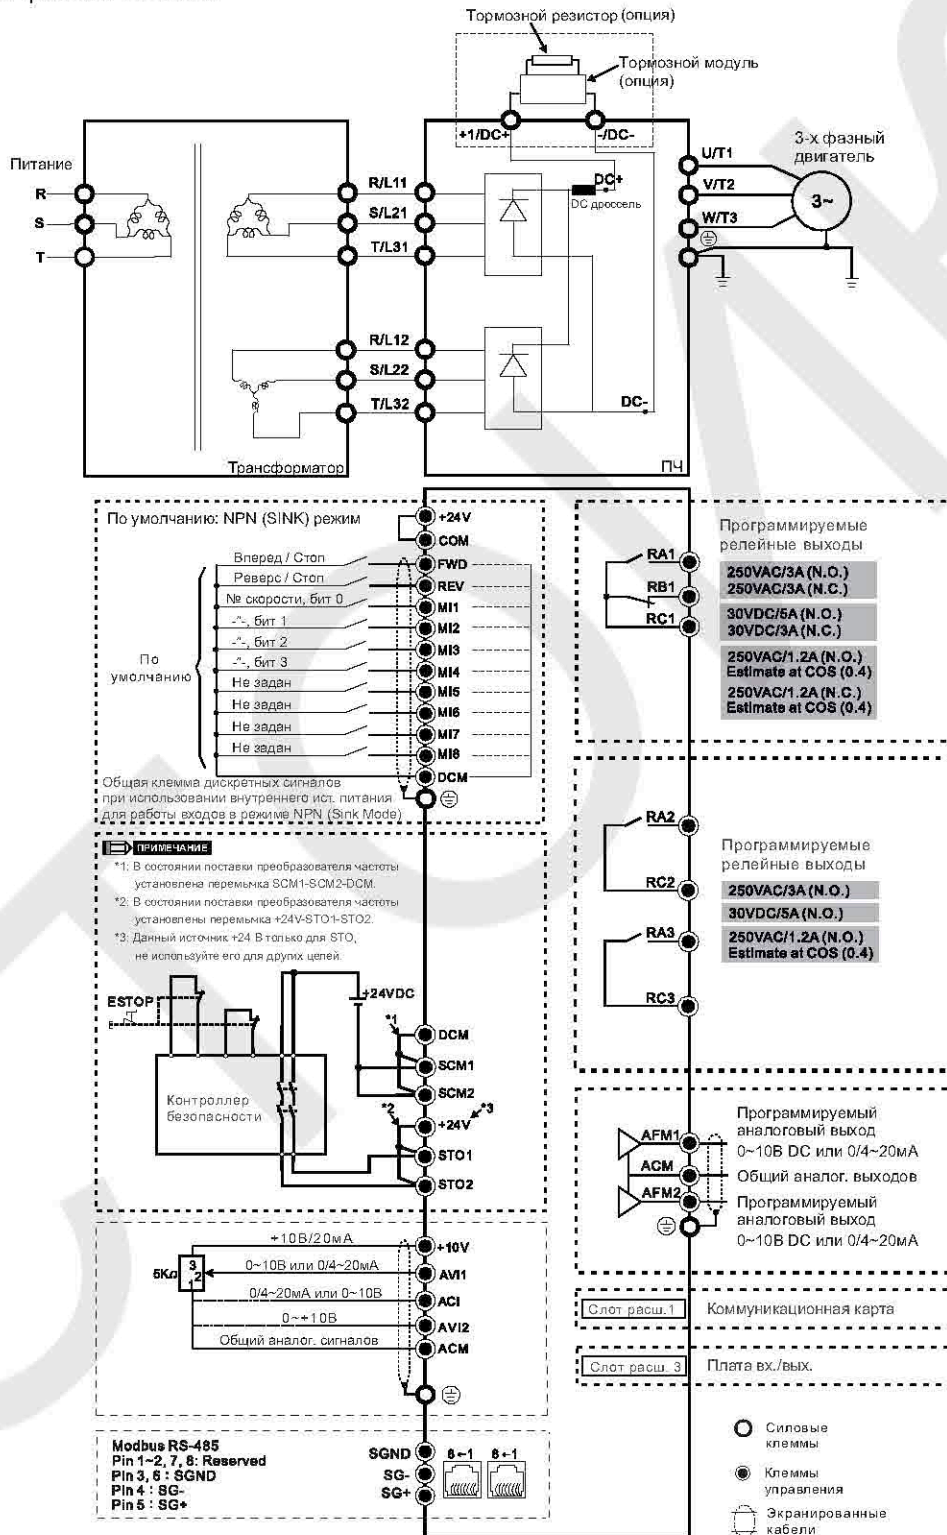 Тормозной резистор (опция)
Тормозной модуль
(опция)
+1/DC+
-/DC-
3-х фазный
двигатель
Питание
R
S
T
R/L11
S/L21
T/L31
DC+
DC дроссель
U/T1
V/T2
W/T3
3~
R/L12
S/L22
T/L32
DC-
Трансформатор
ПЧ
По умолчанию: NPN (SINK) режим
+24V
COM
Вперед / Стоп
FWD
Реверс / Стоп
REV
№ скорости, бит 0
MI1
-"-, бит 1
MI2
-"-, бит 2
MI3
-"-, бит 3
MI4
Не задан
MI5
Не задан
MI6
Не задан
MI7
Не задан
MI8
DCM
По
умолчанию
Общая клемма дискретных сигналов
при использовании внутреннего ист. питания
для работы входов в режиме NPN (Sink Mode)
RA1
RB1
RC1
Программируемые
релейные выходы
250VAC/3A (N.O.)
250VAC/3A (N.C.)
30VDC/5A (N.O.)
30VDC/3A (N.C.)
250VAC/1.2A (N.O.)
Estimate at COS (0.4)
250VAC/1.2A (N.C.)
Estimate at COS (0.4)
ПРИМЕЧАНИЕ
*1: В состоянии поставки преобразователя частоты
установлена перемычка SCM1-SCM2-DCM.
*2: В состоянии поставки преобразователя частоты
установлены перемычка +24V-STO1-STO2.
*3: Данный источник +24 В только для STO,
не используйте его для других целей.
ESTOP
+24VDC
Контроллер
безопасности
*1
DCM
SCM1
SCM2
*2
*3
+24V
STO1
STO2
RA2
RC2
RA3
RC3
Программируемые
релейные выходы
250VAC/3A (N.O.)
30VDC/5A (N.O.)
250VAC/1.2A (N.O.)
Estimate at COS (0.4)
AFM1
ACM
AFM2
Программируемый
аналоговый выход
0~10В DC или 0/4~20мА
Общий аналог. выходов
Программируемый
аналоговый выход
0~10В DC или 0/4~20мА
+10В/20мА
+10V
5KΩ
3
2
1
0~10В или 0/4~20мА
AVI1
0/4~20мА или 0~10В
ACI
0~+10В
AVI2
Общий аналог. сигналов
ACM
Слот расш.1
Коммуникационная карта
Слот расш. 3
Плата вх./вых.
Modbus RS-485
Pin 1~2, 7, 8: Reserved
Pin 3, 6 : SGND
Pin 4 : SG-
Pin 5 : SG+
SGND
SG-
SG+
8←1
8←1
Силовые
клеммы
Клеммы
управления
Экранированные
кабели